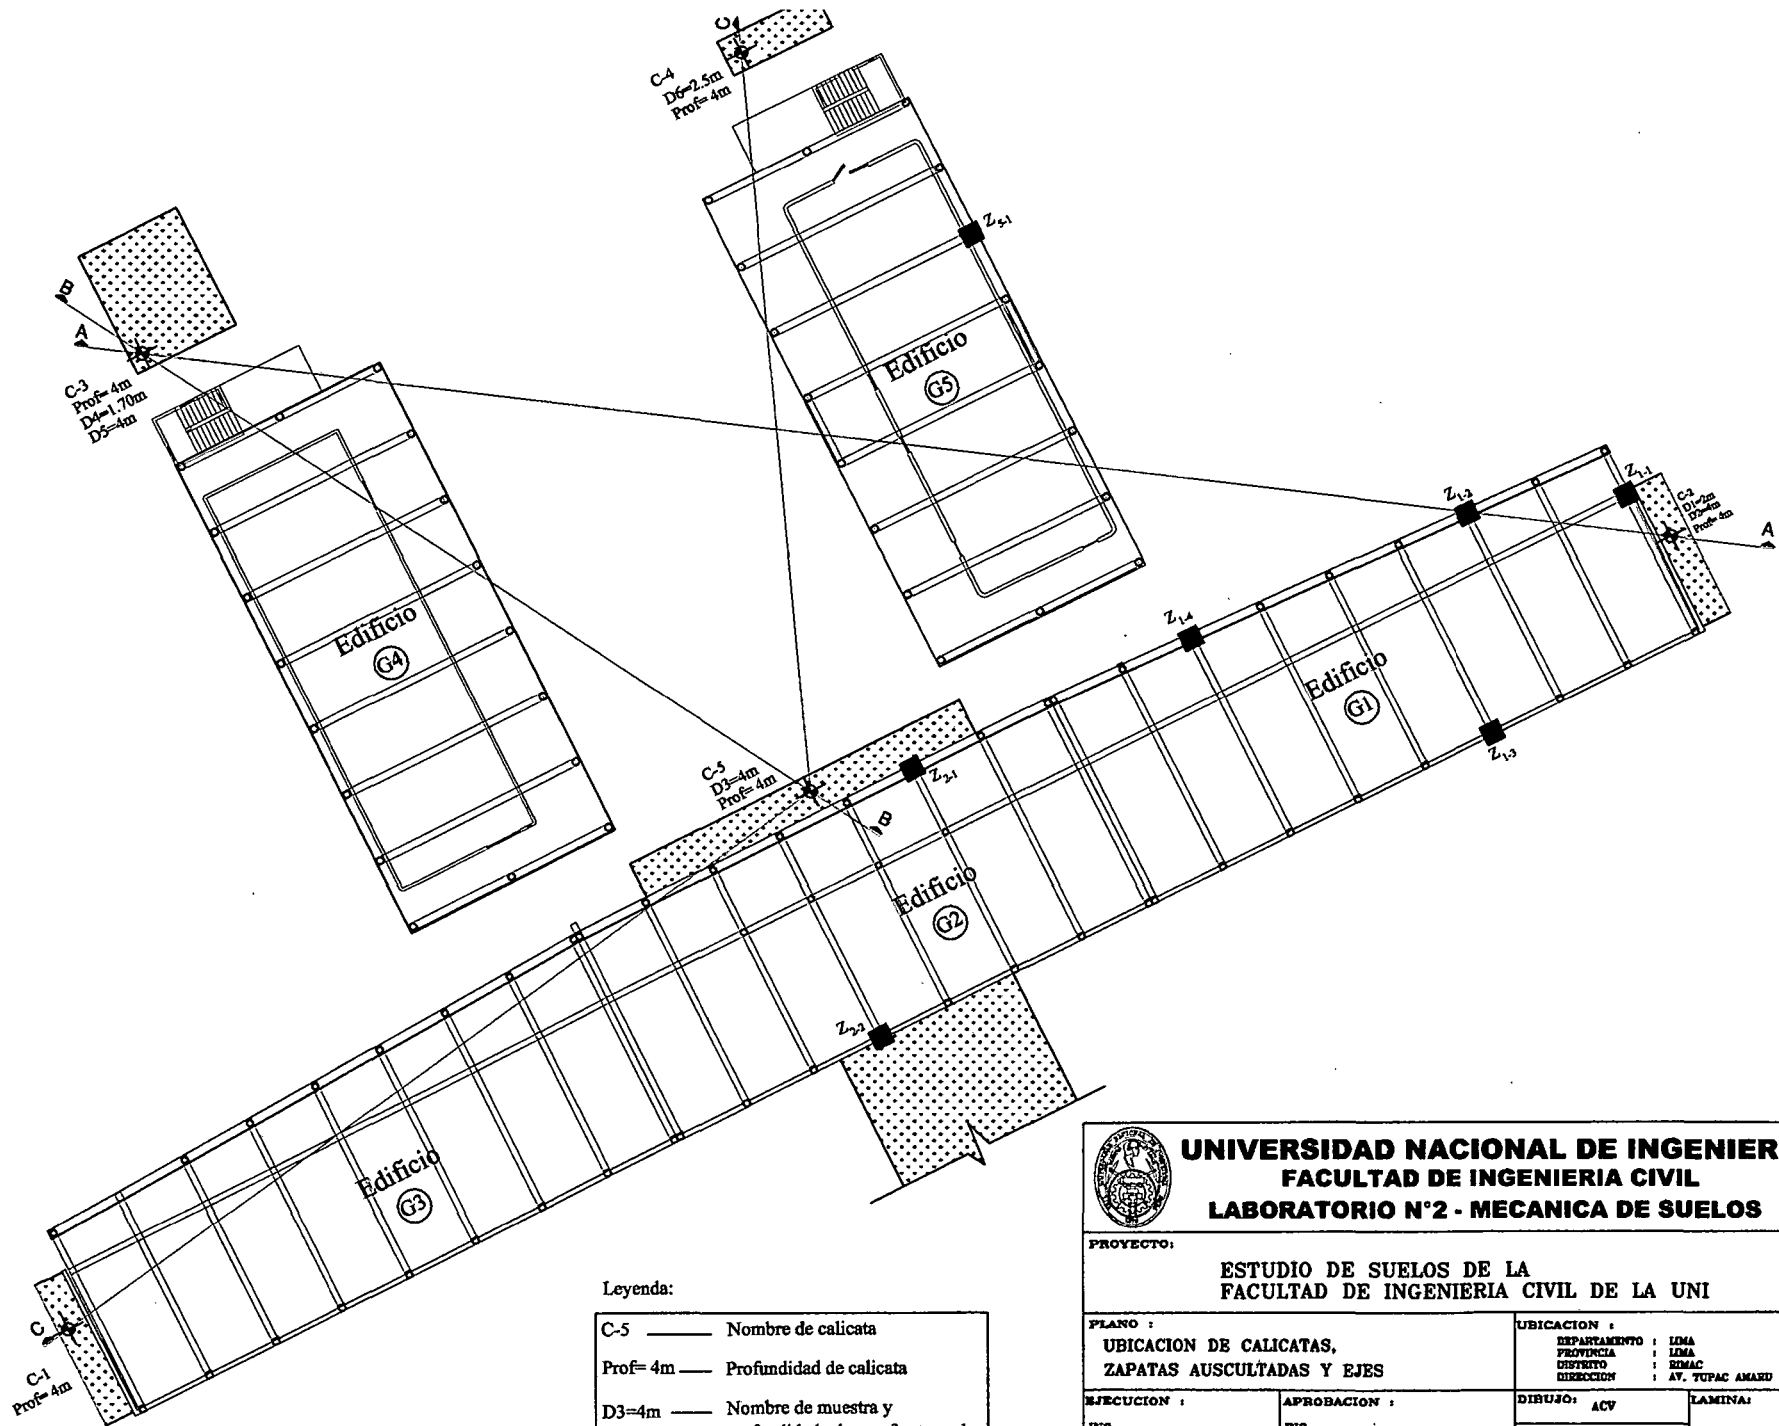 C
C-4
D6=2.5m
Prof= 4m
Z5-1
B
A
C-3
Prof= 4m
D4=1.70m
D5=4m
Edificio
G5
Z1-1
Z1-2
C-2
D1=2m
D2=4m
Prof= 4m
A
Edificio
G4
Z1-4
Edificio
G1
Z1-3
C-5
D3=4m
Prof= 4m
Z2-1
B
Edificio
G2
Z2-2
Edificio
G3
C
C-1
Prof= 4m
Leyenda:
C-5 Nombre de calicata
Prof= 4m Profundidad de calicata
D3=4m Nombre de muestra y
UNIVERSIDAD NACIONAL DE INGENIER
FACULTAD DE INGENIERIA CIVIL
LABORATORIO N°2 - MECANICA DE SUELOS
PROYECTO:
ESTUDIO DE SUELOS DE LA
FACULTAD DE INGENIERIA CIVIL DE LA UNI
PLANO :
UBICACION DE CALICATAS,
ZAPATAS AUSCULTADAS Y EJES
UBICACION :
DEPARTAMENTO : LIMA
PROVINCIA : LIMA
DISTRITO : RIMAC
DIRECCION : AV. TUPAC AMARU
EJECUCION :
APROBACION :
DIBUJO: ACV
LAMINA: